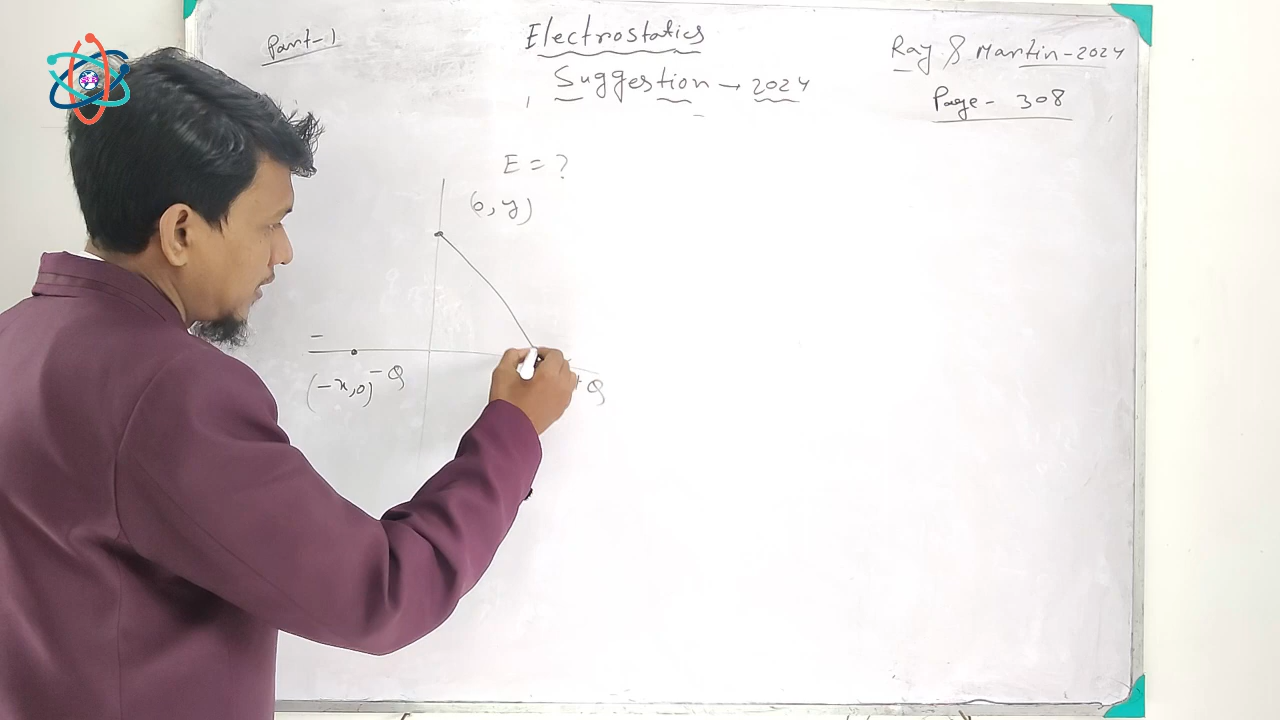 Part-1
Electrostatics
Suggestion → 2024
Ray & Martin-2024
Page - 308
E = ?
(0, y)
(-x, 0)
-Q
+Q